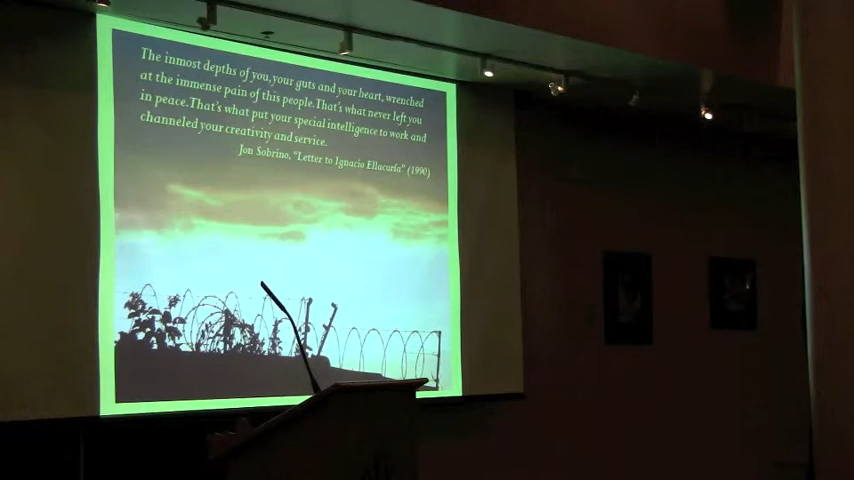 The inmost depths of you, your guts and your heart, wrenched
at the immense pain of this people. That's what never left you
in peace. That's what put your special intelligence to work and
channeled your creativity and service.
Jon Sobrino, "Letter to Ignacio Ellacuría" (1990)